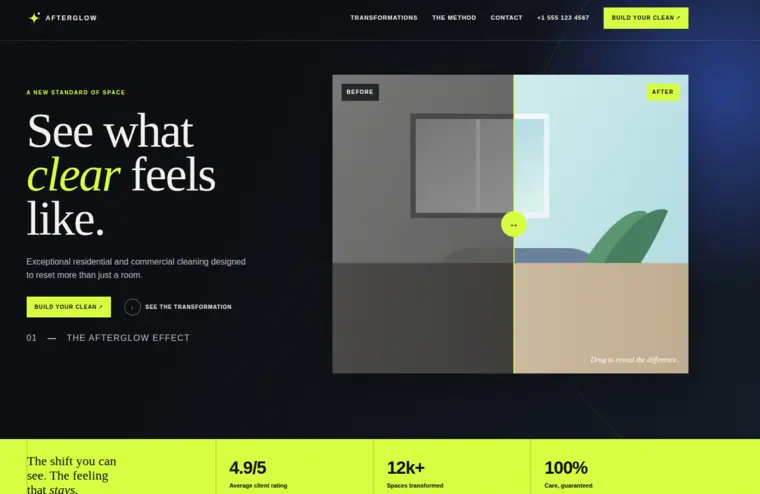 AFTERGLOW
TRANSFORMATIONS
THE METHOD
CONTACT
+1 555 123 4567
BUILD YOUR CLEAN ↗
A NEW STANDARD OF SPACE
See what
clear feels
like.
Exceptional residential and commercial cleaning designed
to reset more than just a room.
BUILD YOUR CLEAN ↗
↓ SEE THE TRANSFORMATION
01 — THE AFTERGLOW EFFECT
BEFORE
AFTER
↔
Drag to reveal the difference.
The shift you can
see. The feeling
that stays.
4.9/5
Average client rating
12k+
Spaces transformed
100%
Care, guaranteed